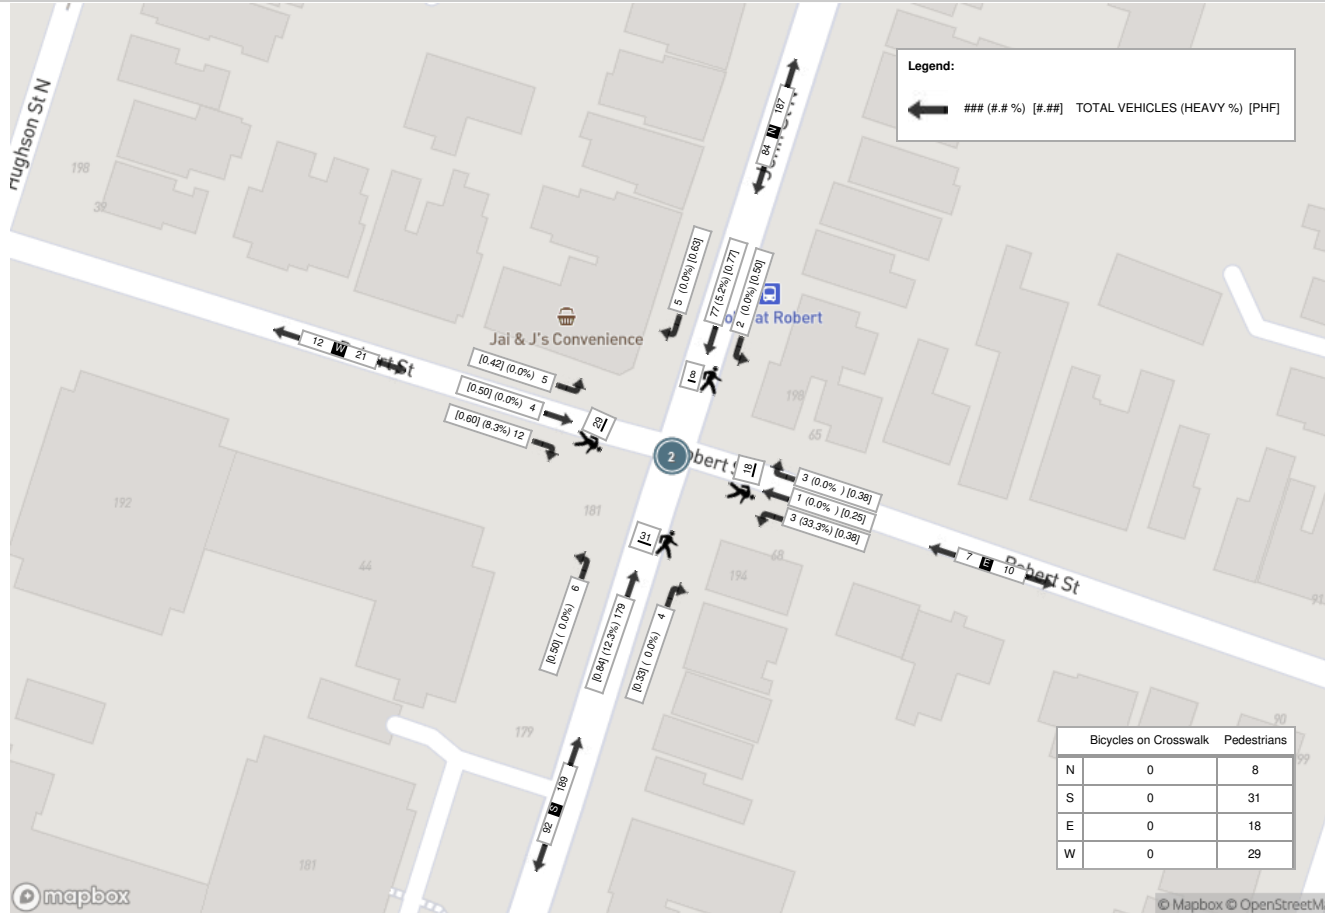 Legend:
### (#.# %) [#.##] TOTAL VEHICLES (HEAVY %) [PHF]
Hughson St N
187
N
84
198
39
5 (0.0%) [0.63]
77 (5.2%) [0.77]
2 (0.0%) [0.50]
at Robert
Jai & J's Convenience
12 W 21
St
[0.42] (0.0%) 5
[0.50] (0.0%) 4
[0.60] (8.3%) 12
8
29
198
65
2
18
3 (0.0% ) [0.38]
1 (0.0% ) [0.25]
3 (33.3%) [0.38]
192
181
31
44
68
194
7 E 10
Robert St
91
[0.50] ( 0.0%) 6
[0.84] (12.3%) 179
[0.33] ( 0.0%) 4
179
90
99
189
S
92
181
Bicycles on Crosswalk Pedestrians
N 0 8
S 0 31
E 0 18
W 0 29
mapbox
© Mapbox © OpenStreetM